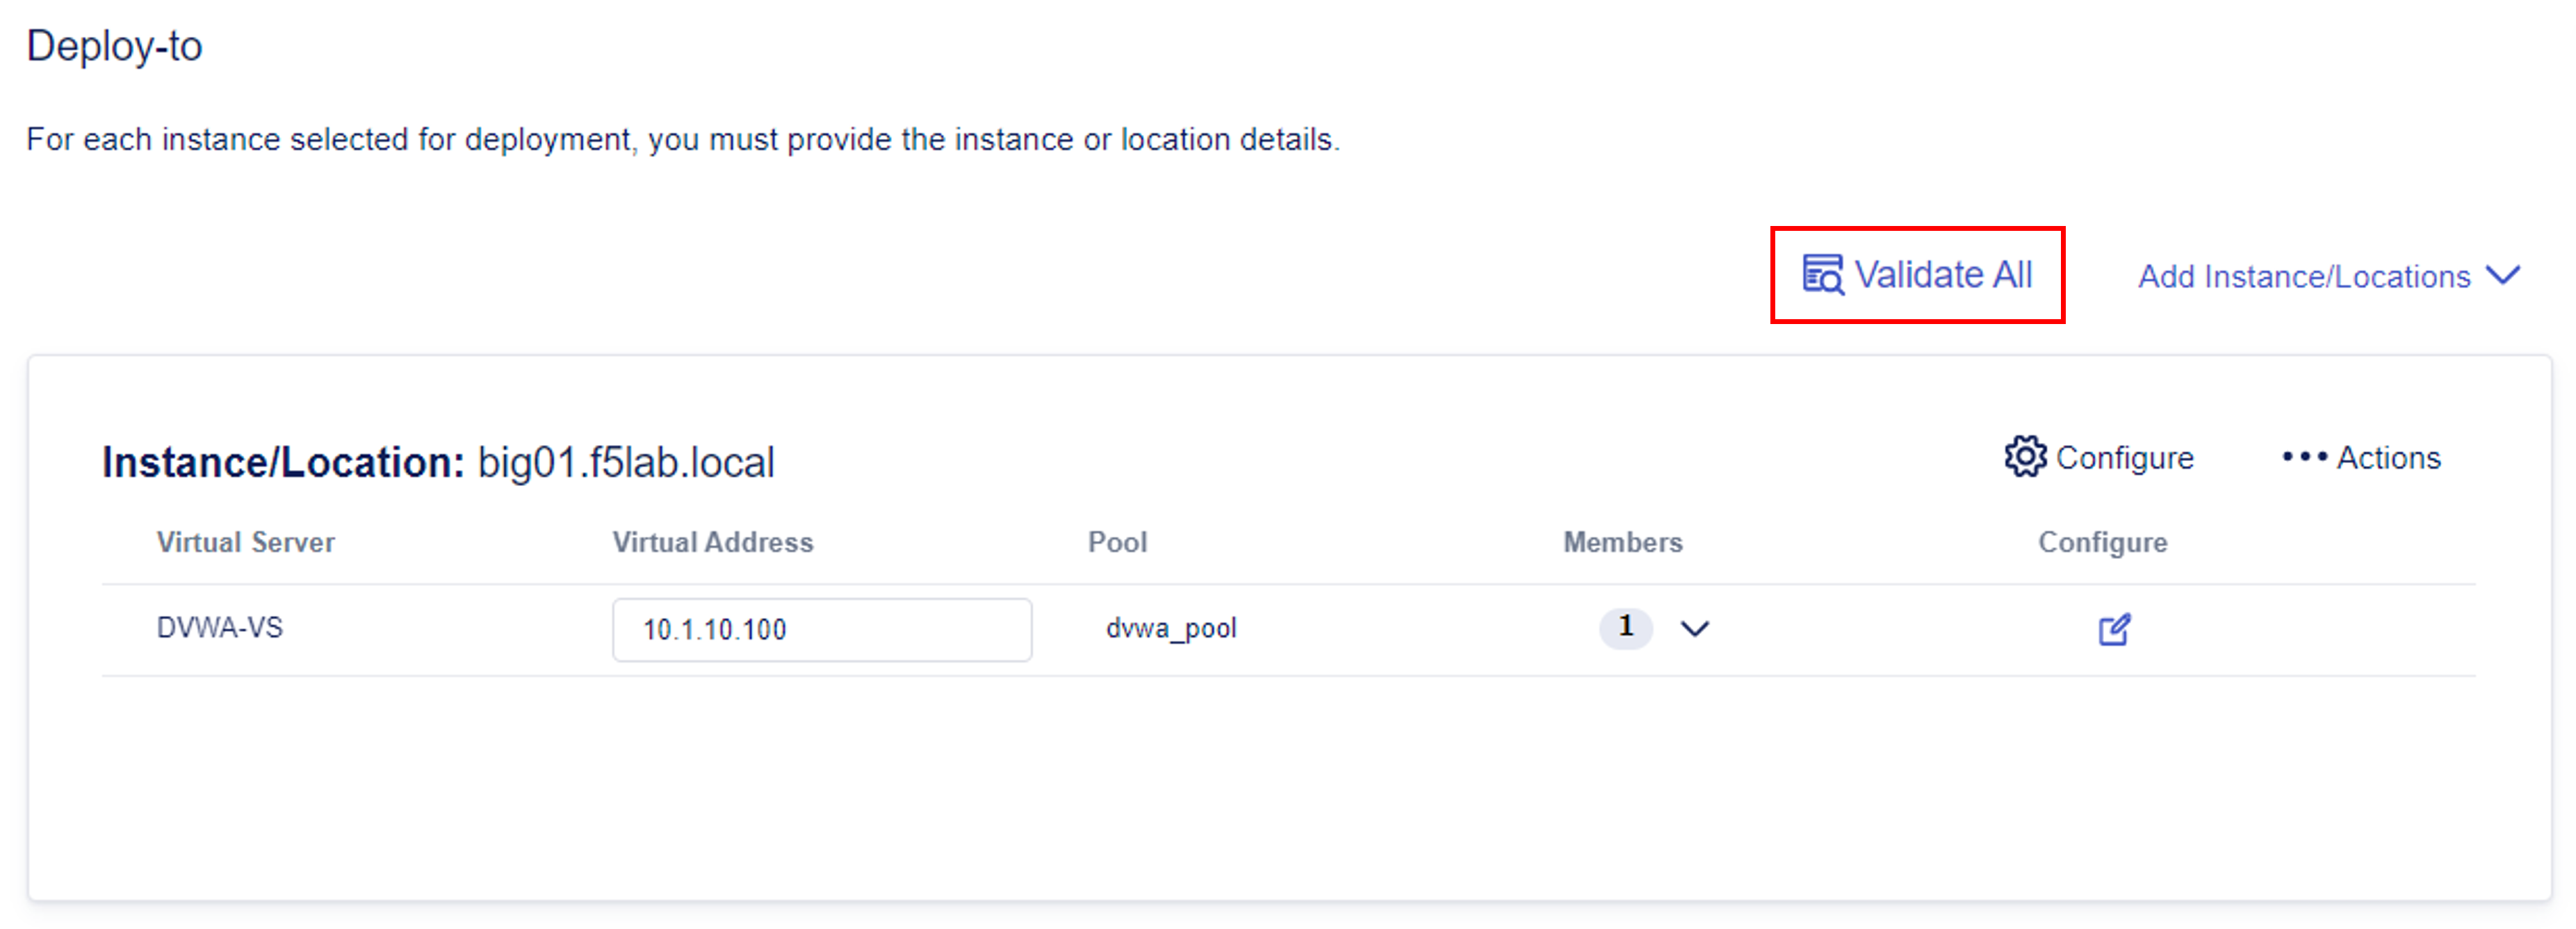 Deploy-to
For each instance selected for deployment, you must provide the instance or location details.
Validate All Add Instance/Locations
Instance/Location: big01.f5lab.local Configure Actions
Virtual Server Virtual Address Pool Members Configure
DVWA-VS 10.1.10.100 dvwa_pool 1